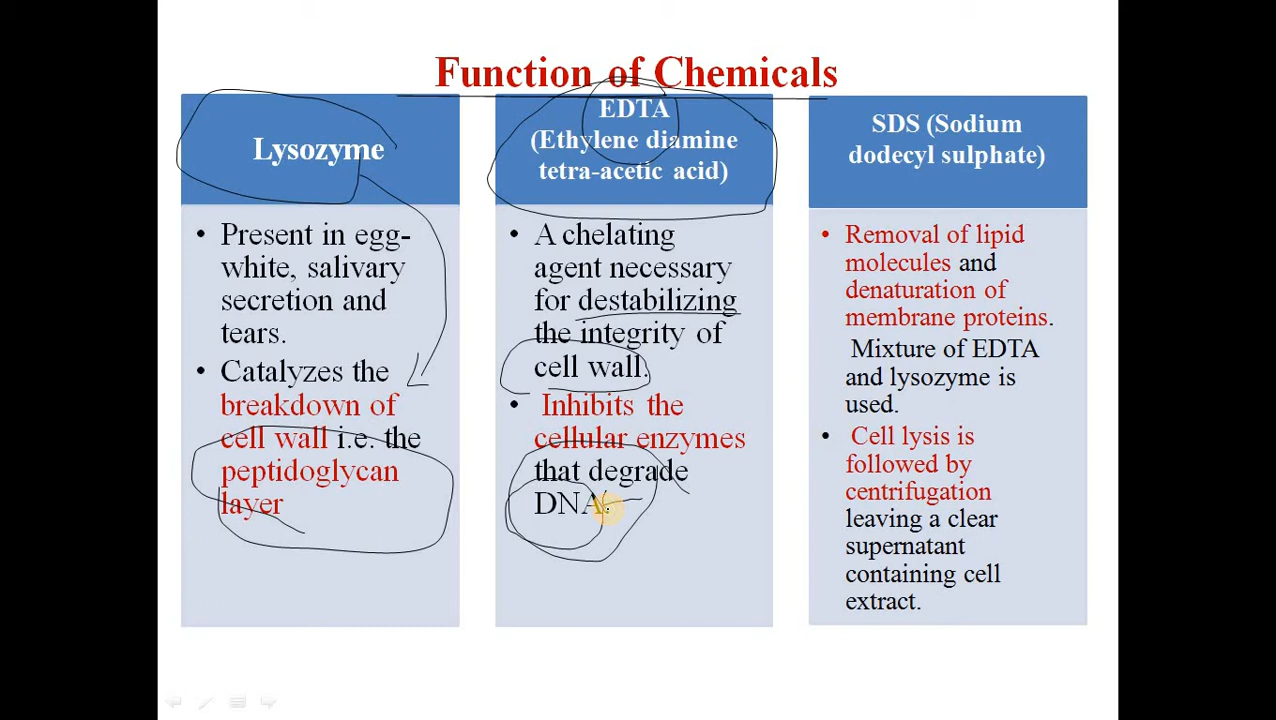 Function of Chemicals
Lysozyme
• Present in egg-
white, salivary
secretion and
tears.
• Catalyzes the
breakdown of
cell wall i.e. the
peptidoglycan
layer
EDTA
(Ethylene diamine
tetra-acetic acid)
• A chelating
agent necessary
for destabilizing
the integrity of
cell wall.
• Inhibits the
cellular enzymes
that degrade
DNA.
SDS (Sodium
dodecyl sulphate)
• Removal of lipid
molecules and
denaturation of
membrane proteins.
Mixture of EDTA
and lysozyme is
used.
• Cell lysis is
followed by
centrifugation
leaving a clear
supernatant
containing cell
extract.